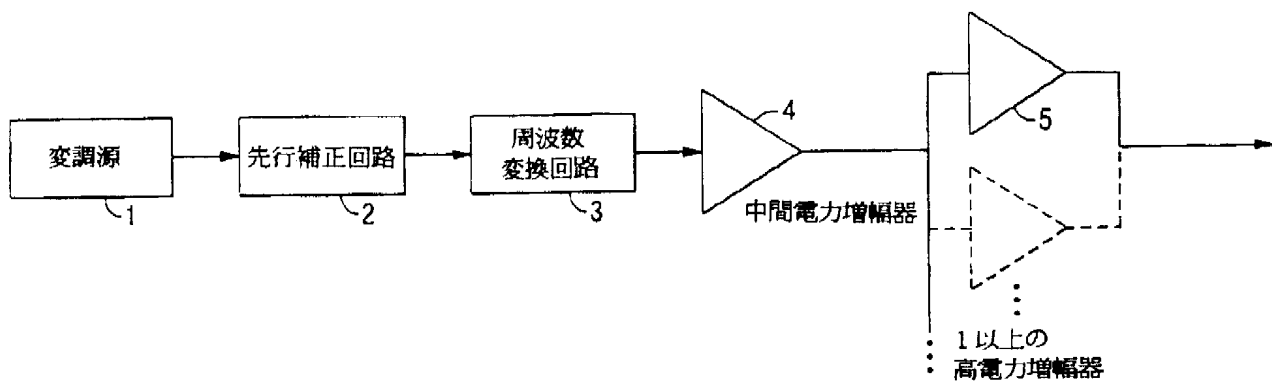 変調源
1
先行補正回路
2
周波数
変換回路
3
4
中間電力増幅器
5
1以上の
高電力増幅器